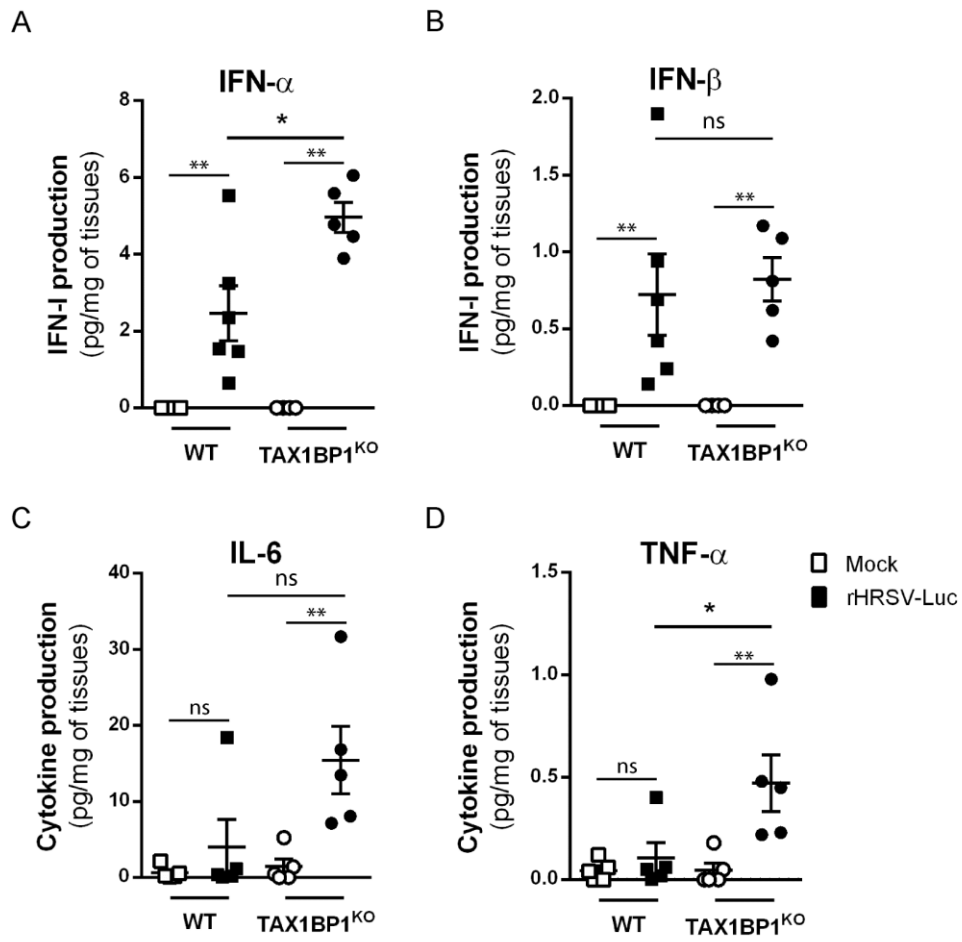 A
IFN-α
IFN-I production
(pg/mg of tissues)
8
6
4
2
0
*
**
**
WT
TAX1BP1KO
B
IFN-β
IFN-I production
(pg/mg of tissues)
2.0
1.5
1.0
0.5
0.0
ns
**
**
WT
TAX1BP1KO
C
IL-6
Cytokine production
(pg/mg of tissues)
40
30
20
10
0
ns
**
ns
WT
TAX1BP1KO
D
TNF-α
Cytokine production
(pg/mg of tissues)
1.5
1.0
0.5
0.0
*
**
ns
WT
TAX1BP1KO
Mock
rHRSV-Luc